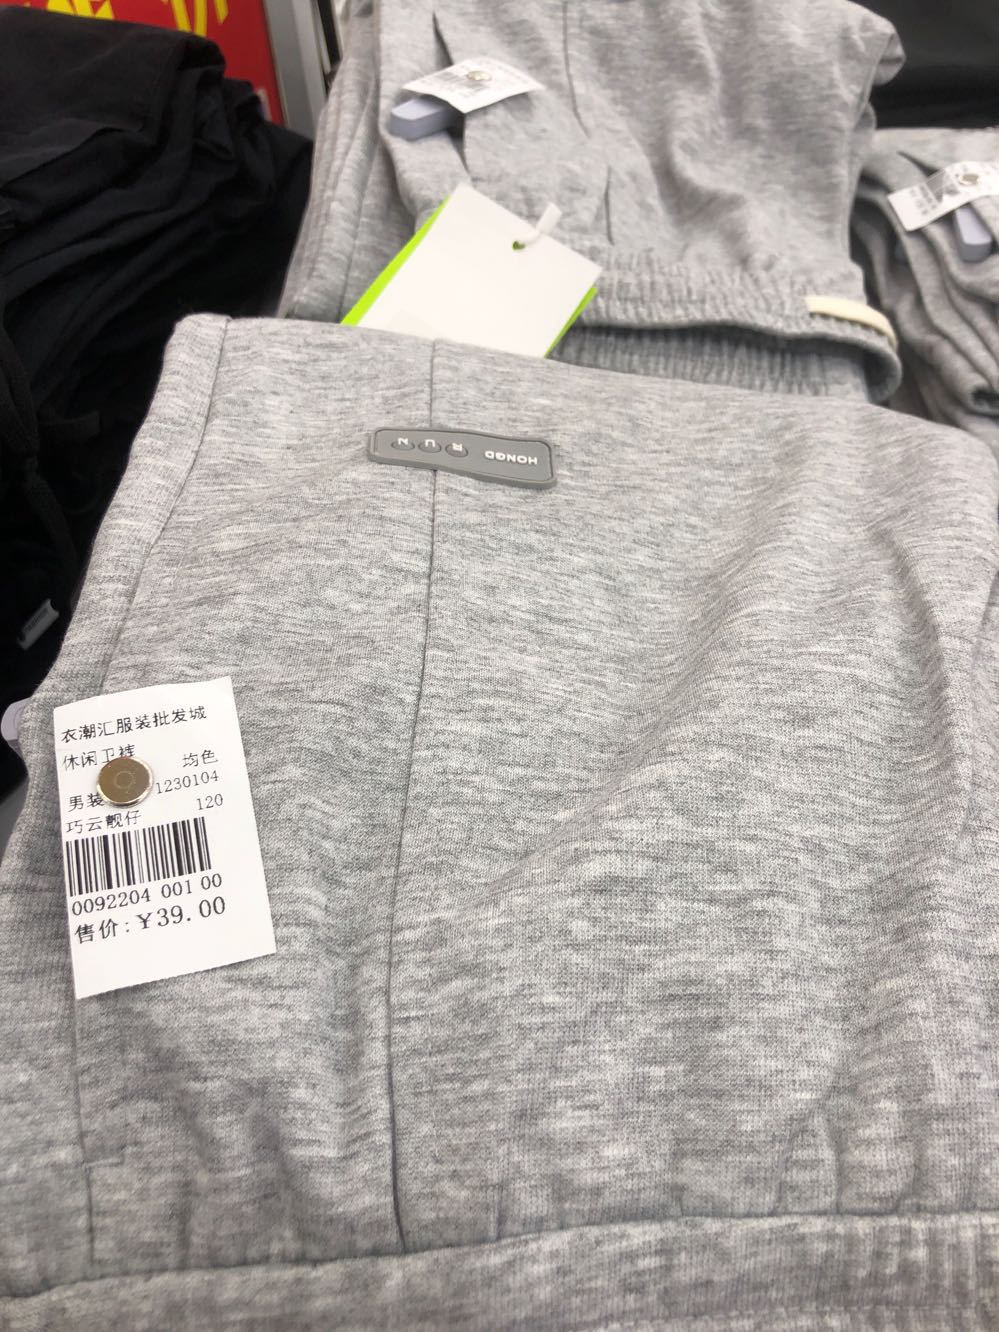 HONGD RUN
衣潮汇服装批发城
休闲卫裤
均色
男装 1230104
巧云靓仔 120
0092204 001 00
售价:¥39.00